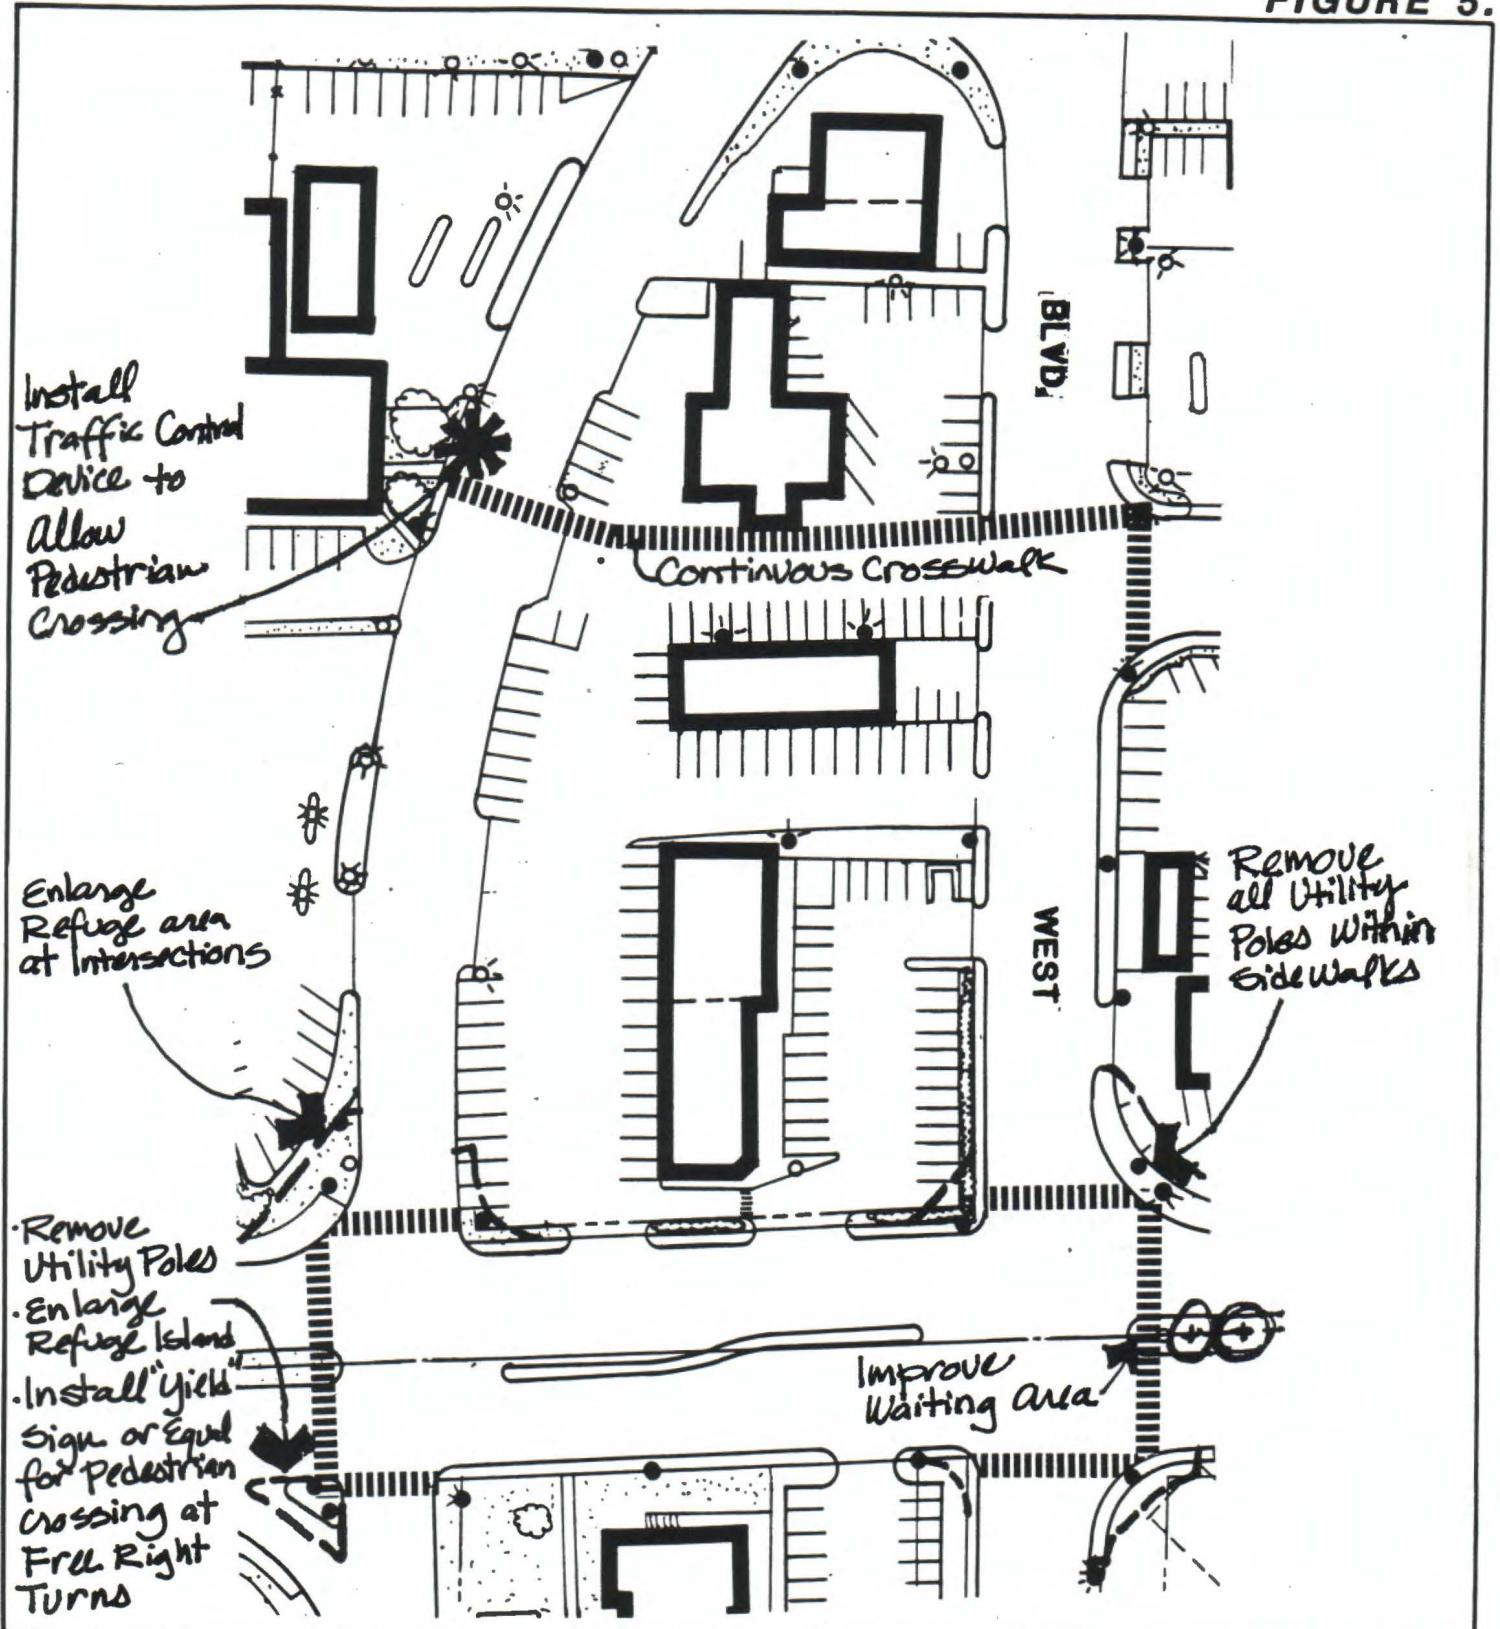 FIGURE 5.
BLVD.
Install
Traffic Control
Device to
Allow
Pedestrian
Crossing
Continuous Crosswalk
Enlarge
Refuge area
at Intersections
WEST
Remove
all Utility
Poles Within
Sidewalks
·Remove
Utility Poles
·Enlarge
Refuge Island
·Install "Yield"
Sign or Equal
for Pedestrian
Crossing at
Free Right
Turns
Improve
Waiting Area